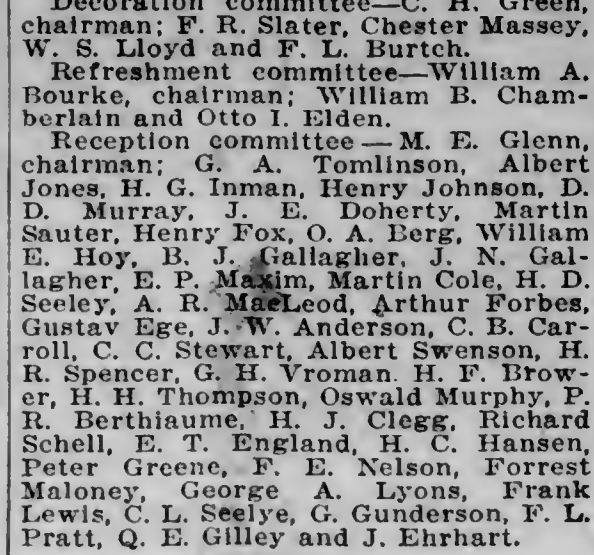 Decoration committee—C. H. Green,
chairman; F. R. Slater, Chester Massey,
W. S. Lloyd and F. L. Burtch.
Refreshment committee—William A.
Bourke, chairman; William B. Cham-
berlain and Otto I. Elden.
Reception committee — M. E. Glenn,
chairman; G. A. Tomlinson, Albert
Jones, H. G. Inman, Henry Johnson, D.
D. Murray, J. E. Doherty, Martin
Sauter, Henry Fox, O. A. Berg, William
E. Hoy, B. J. Gallagher, J. N. Gal-
lagher, E. P. Maxim, Martin Cole, H. D.
Seeley, A. R. MacLeod, Arthur Forbes,
Gustav Ege, J. W. Anderson, C. B. Car-
roll, C. C. Stewart, Albert Swenson, H.
R. Spencer, G. H. Vroman. H. F. Brow-
er, H. H. Thompson, Oswald Murphy, P.
R. Berthiaume, H. J. Clegg, Richard
Schell, E. T. England, H. C. Hansen,
Peter Greene, F. E. Nelson, Forrest
Maloney, George A. Lyons, Frank
Lewis, C. L. Seelye, G. Gunderson, F. L.
Pratt, Q. E. Gilley and J. Ehrhart.